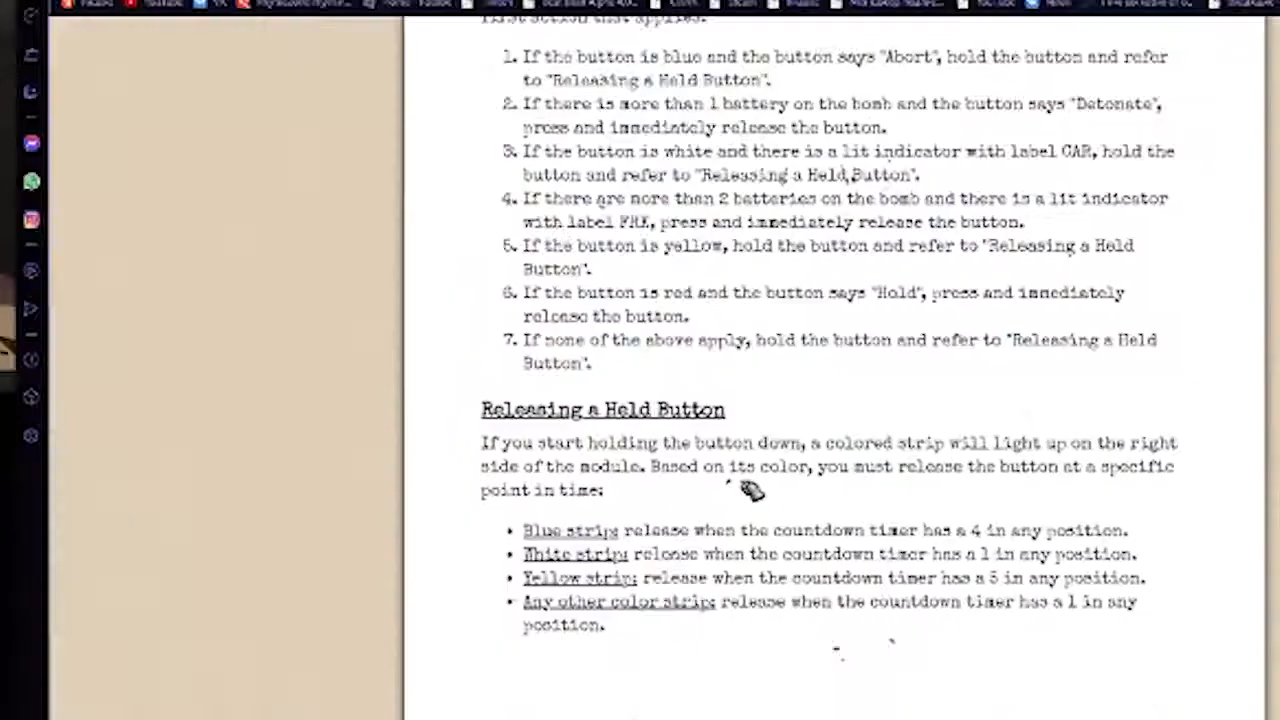 First action that applies.
1. If the button is blue and the button says "Abort", hold the button and refer
to "Releasing a Held Button".
2. If there is more than 1 battery on the bomb and the button says "Detonate",
press and immediately release the button.
3. If the button is white and there is a lit indicator with label CAR, hold the
button and refer to "Releasing a Held Button".
4. If there are more than 2 batteries on the bomb and there is a lit indicator
with label FRK, press and immediately release the button.
5. If the button is yellow, hold the button and refer to "Releasing a Held
Button".
6. If the button is red and the button says "Hold", press and immediately
release the button.
7. If none of the above apply, hold the button and refer to "Releasing a Held
Button".
Releasing a Held Button
If you start holding the button down, a colored strip will light up on the right
side of the module. Based on its color, you must release the button at a specific
point in time:
• Blue strip: release when the countdown timer has a 4 in any position.
• White strip: release when the countdown timer has a 1 in any position.
• Yellow strip: release when the countdown timer has a 5 in any position.
• Any other color strip: release when the countdown timer has a 1 in any
position.